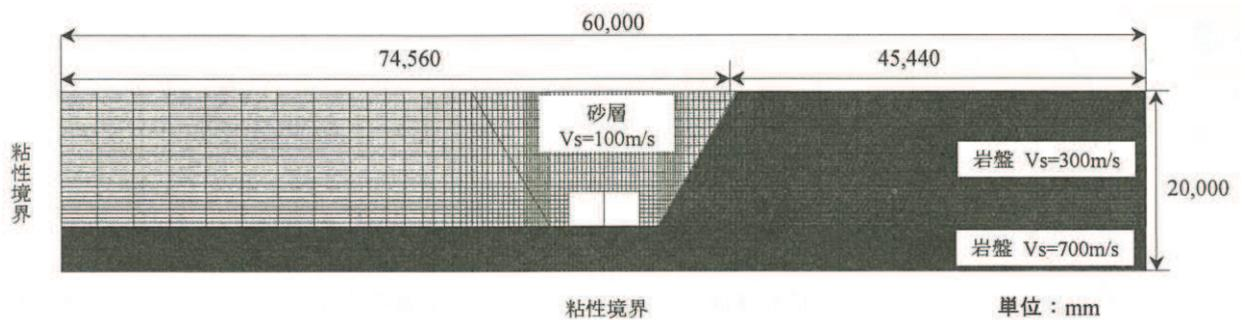 60,000
74,560
45,440
砂層
Vs=100m/s
粘性境界
岩盤 Vs=300m/s
20,000
岩盤 Vs=700m/s
粘性境界
単位：mm